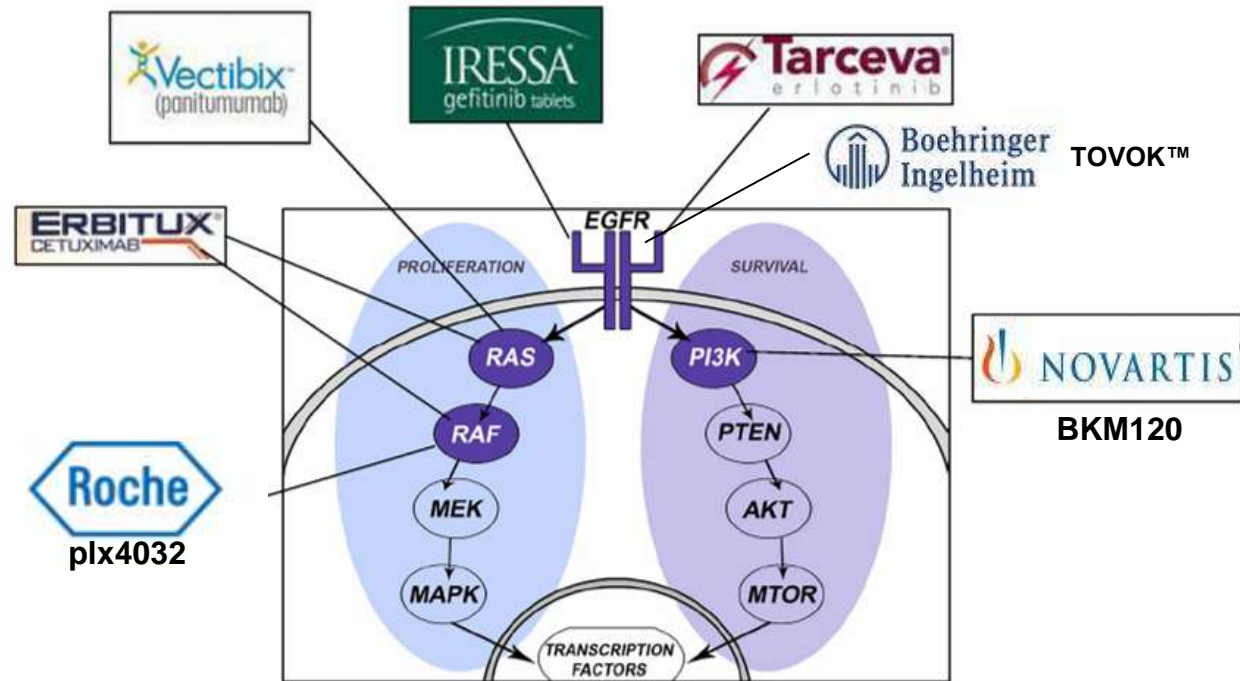 Vectibix™
(panitumumab)
IRESSA®
gefitinib tablets
Tarceva®
erlotinib
Boehringer
Ingelheim
TOVOK™
ERBITUX®
CETUXIMAB
EGFR
PROLIFERATION
SURVIVAL
RAS
PI3K
NOVARTIS
BKM120
RAF
PTEN
Roche
plx4032
MEK
AKT
MAPK
MTOR
TRANSCRIPTION
FACTORS